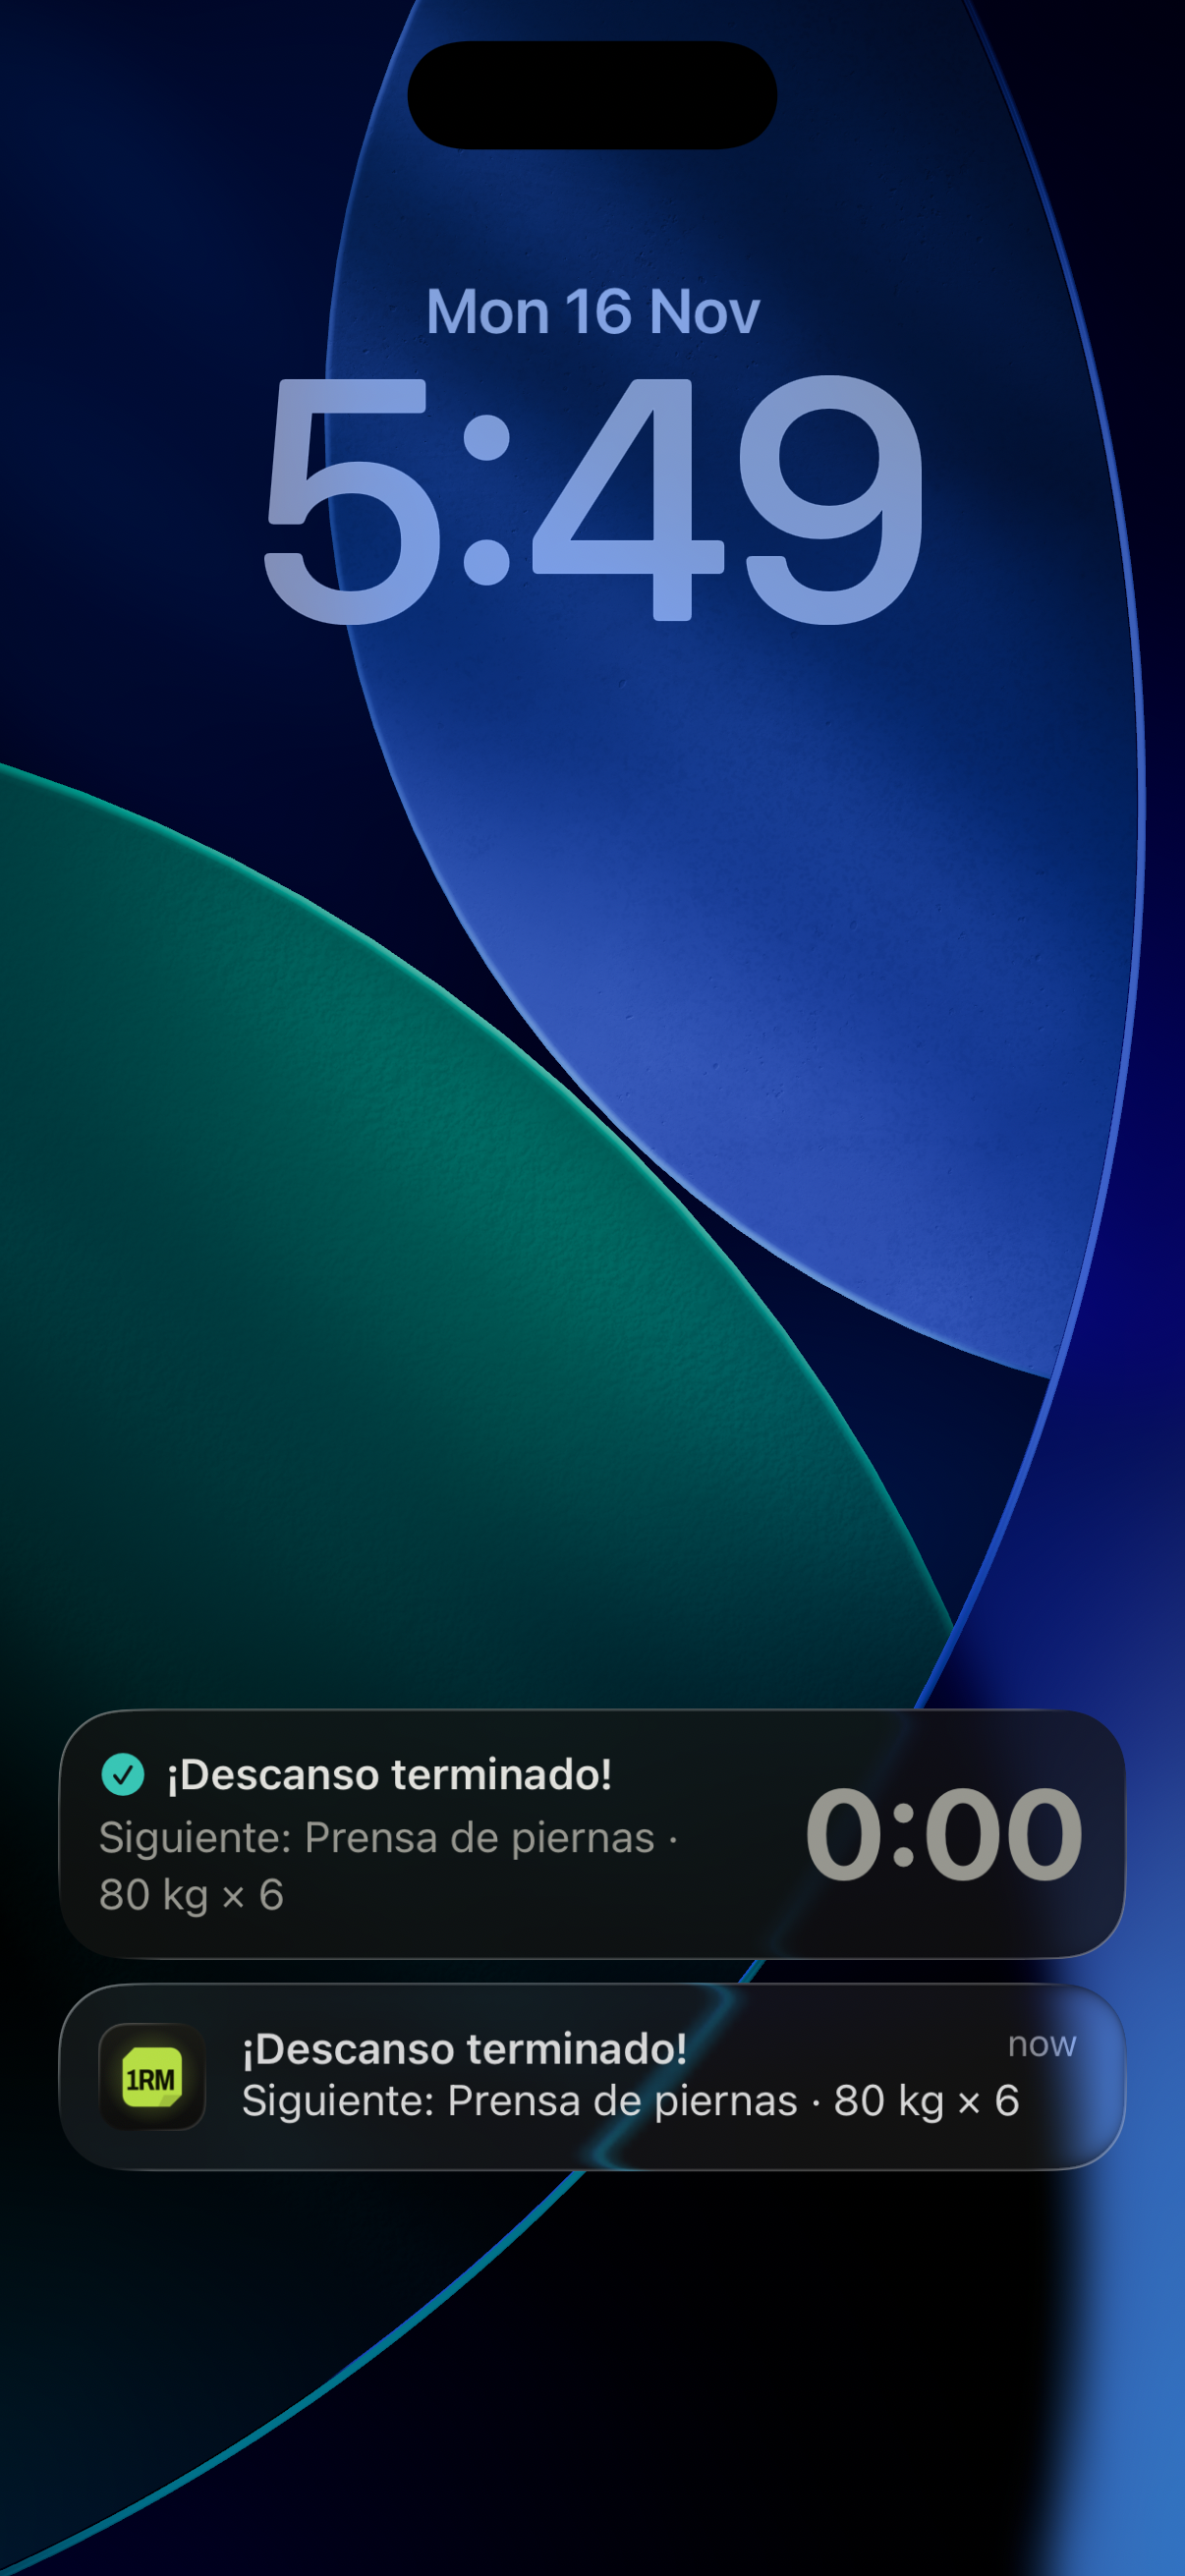 Mon 16 Nov
5:49
¡Descanso terminado!
Siguiente: Prensa de piernas ·
80 kg × 6
0:00
1RM
¡Descanso terminado!
now
Siguiente: Prensa de piernas · 80 kg × 6